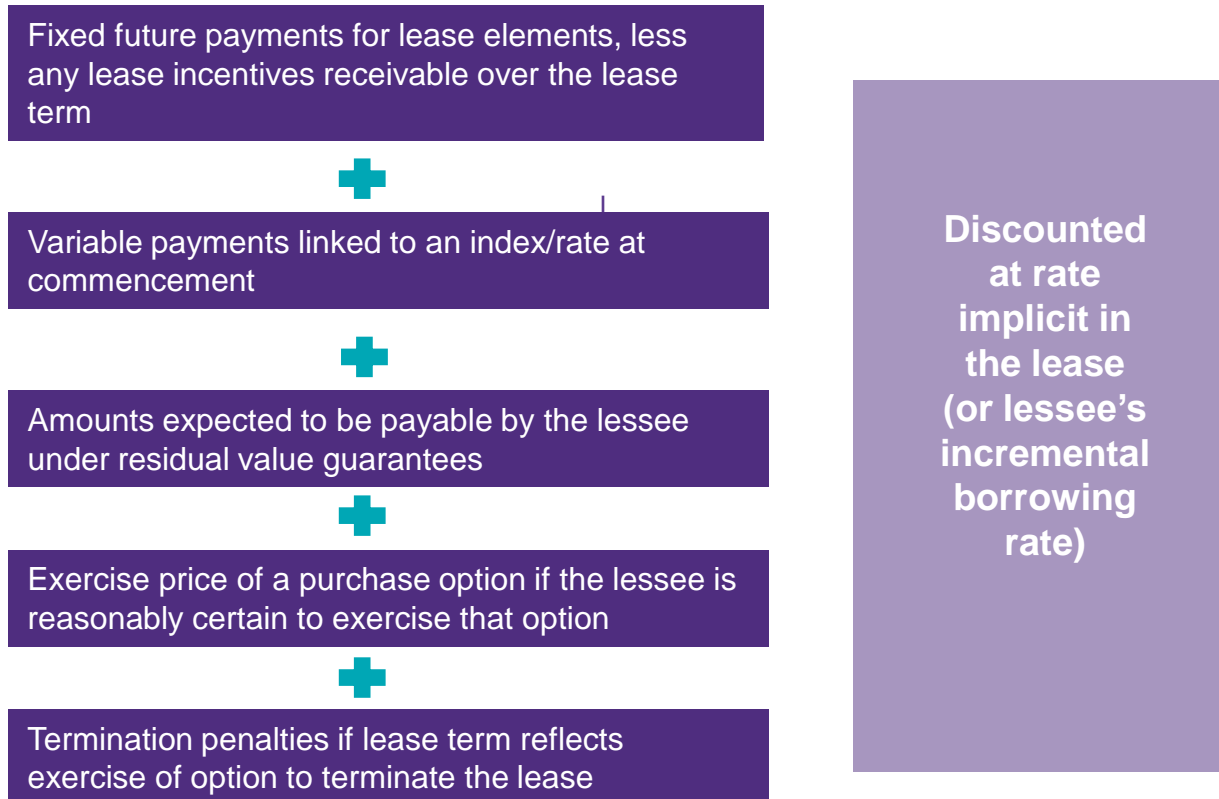 Fixed future payments for lease elements, less
any lease incentives receivable over the lease
term
Variable payments linked to an index/rate at
commencement
Amounts expected to be payable by the lessee
under residual value guarantees
Exercise price of a purchase option if the lessee is
reasonably certain to exercise that option
Termination penalties if lease term reflects
exercise of option to terminate the lease
Discounted
at rate
implicit in
the lease
(or lessee’s
incremental
borrowing
rate)